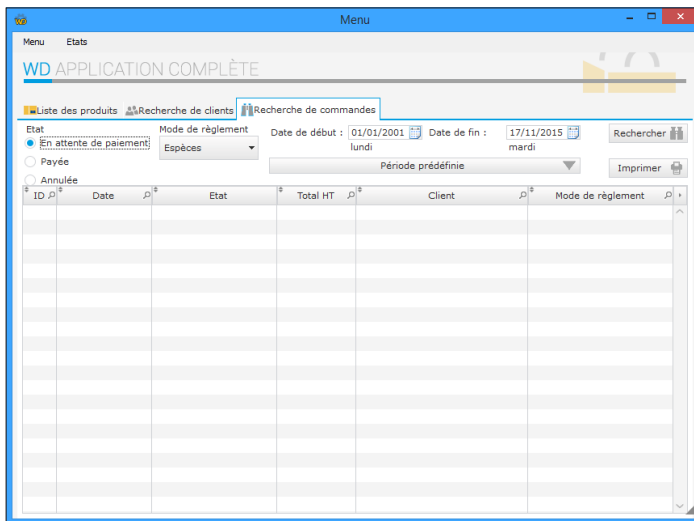 Menu
Menu Etats
WD APPLICATION COMPLÈTE
Liste des produits Recherche de clients Recherche de commandes
Etat Mode de règlement Date de début : 01/01/2001 Date de fin : 17/11/2015 Rechercher
En attente de paiement Espèces lundi mardi
Payée Période prédéfinie Imprimer
Annulée
ID Date Etat Total HT Client Mode de règlement